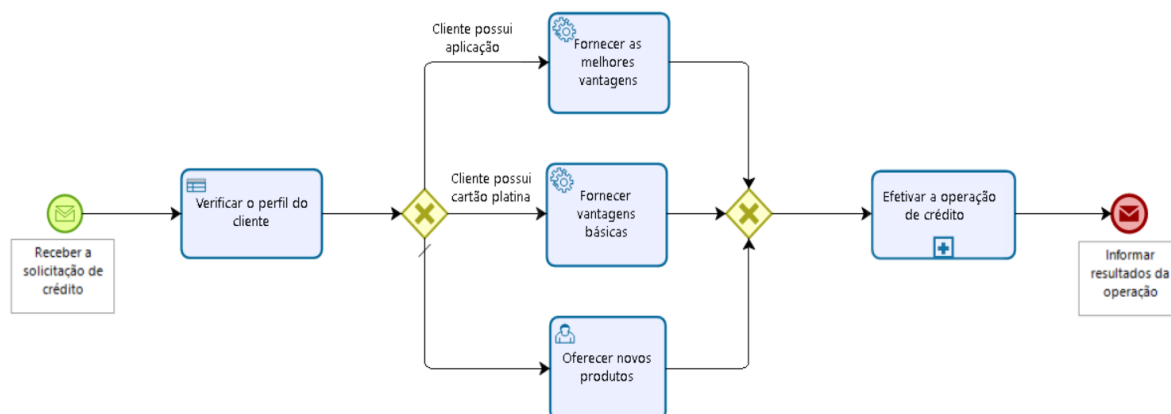 Receber a
solicitação de
crédito
Verificar o perfil do
cliente
Cliente possui
aplicação
Fornecer as
melhores
vantagens
Cliente possui
cartão platina
Fornecer
vantagens
básicas
Oferecer novos
produtos
Efetivar a operação
de crédito
Informar
resultados da
operação